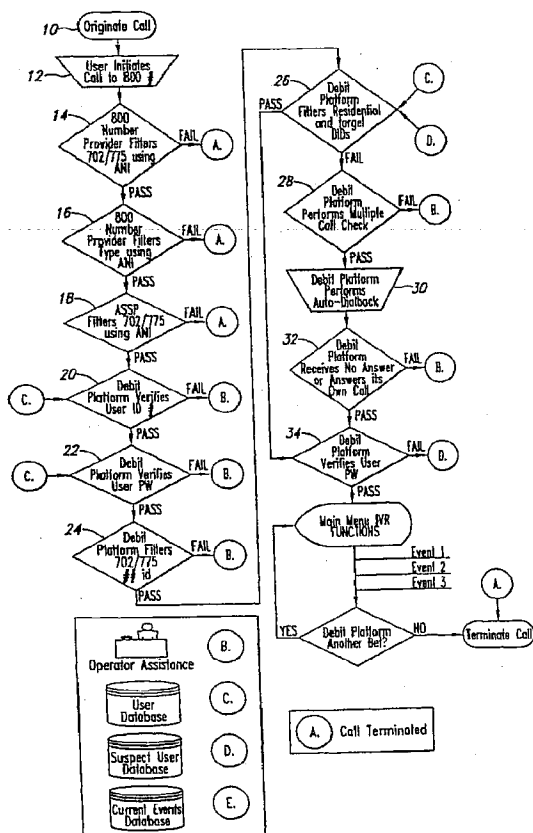 10
Originate Call
12
User Initiates
Call to 800 #
14
800
Number
Provider Filters
702/775 using
ANI
FAIL
A.
PASS
16
800
Number
Provider Filters
Type using
ANI
FAIL
A.
PASS
18
ASSP
Filters 702/775
using ANI
FAIL
A.
PASS
20
C.
Debit
Platform Verifies
User ID
#
FAIL
B.
PASS
22
C.
Debit
Platform Verifies
User PW
FAIL
B.
PASS
24
Debit
Platform Filters
702/775
## id
FAIL
B.
PASS
26
PASS
Debit
Platform
Filters Residential
and target
DIDs
C.
D.
FAIL
28
Debit
Platform
Performs Multiple
Call Check
FAIL
B.
PASS
Debit Platform
Performs
Auto-Dialback
30
32
Debit
Platform
Receives No Answer
or Answers its
Own Call
FAIL
B.
PASS
34
Debit
Platform
Verifies User
PW
FAIL
D.
PASS
Main Menu IVR
FUNCTIONS
Event 1
Event 2
Event 3
A.
YES
Debit Platform
Another Bet?
NO
Terminate Call
Operator Assistance
B.
User
Database
C.
Suspect User
Database
D.
Current Events
Database
E.
A. Call Terminated